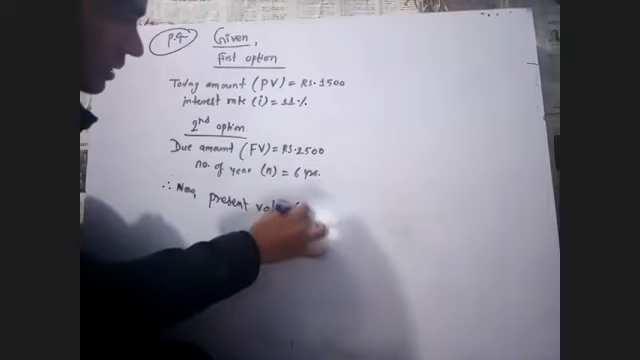 P.4 Given,
First option
Today amount (PV) = Rs. 1500
interest rate (i) = 11%
2nd option
Due amount (FV) = Rs. 2500
no. of year (n) = 6 yrs.
∴ Now, present